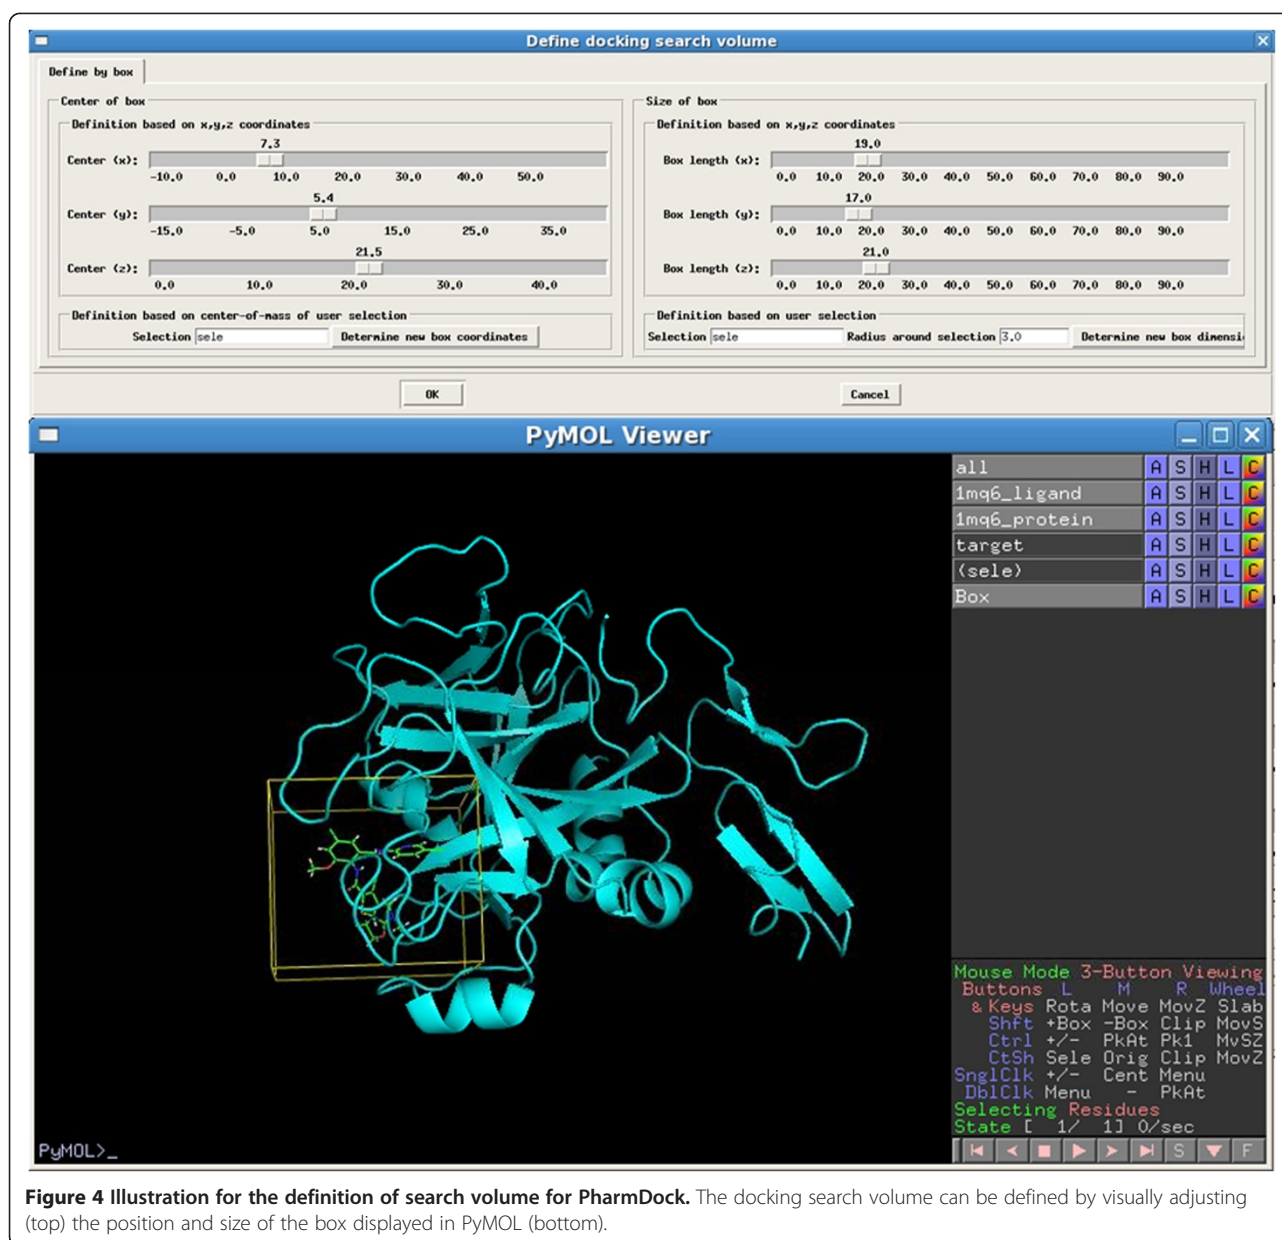 Define docking search volume
Define by box
Center of box
Definition based on x,y,z coordinates
7.3
Center (x):
-10.0 0.0 10.0 20.0 30.0 40.0 50.0
5.4
Center (y):
-15.0 -5.0 5.0 15.0 25.0 35.0
21.5
Center (z):
0.0 10.0 20.0 30.0 40.0
Definition based on center-of-mass of user selection
Selection sele Determine new box coordinates
Size of box
Definition based on x,y,z coordinates
19.0
Box length (x):
0.0 10.0 20.0 30.0 40.0 50.0 60.0 70.0 80.0 90.0
17.0
Box length (y):
0.0 10.0 20.0 30.0 40.0 50.0 60.0 70.0 80.0 90.0
21.0
Box length (z):
0.0 10.0 20.0 30.0 40.0 50.0 60.0 70.0 80.0 90.0
Definition based on user selection
Selection sele Radius around selection 3.0 Determine new box dimensi
OK Cancel
PyMOL Viewer
all A S H L C
1mq6_ligand A S H L C
1mq6_protein A S H L C
target A S H L C
(sele) A S H L C
Box A S H L C
Mouse Mode 3-Button Viewing
Buttons L M R Wheel
& Keys Rota Move MovZ Slab
Shft +Box -Box Clip MovS
Ctrl +/- PkAt Pk1 MvSZ
CtSh Sele Orig Clip MovZ
SnglClk +/- Cent Menu
DblClk Menu - PkAt
Selecting Residues
State [ 1/ 1] 0/sec
S F
PyMOL>_
Figure 4 Illustration for the definition of search volume for PharmDock. The docking search volume can be defined by visually adjusting
(top) the position and size of the box displayed in PyMOL (bottom).